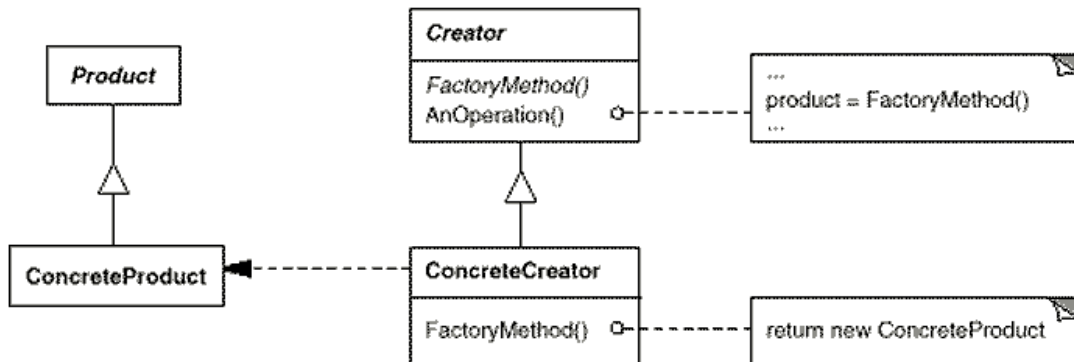 Product
ConcreteProduct
Creator
FactoryMethod()
AnOperation()
...
product = FactoryMethod()
...
ConcreteCreator
FactoryMethod()
return new ConcreteProduct